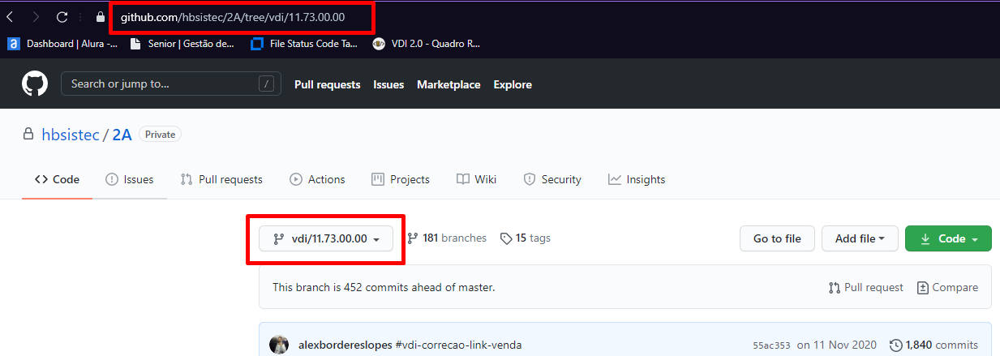 github.com/hbsistec/2A/tree/vdi/11.73.00.00
Dashboard | Alura -... Senior | Gestão de... File Status Code Ta... VDI 2.0 - Quadro R...
Search or jump to... / Pull requests Issues Marketplace Explore
hbsistec / 2A Private
Code Issues Pull requests Actions Projects Wiki Security Insights
vdi/11.73.00.00 181 branches 15 tags Go to file Add file Code
This branch is 452 commits ahead of master. Pull request Compare
alexbordereslopes #vdi-correcao-link-venda 55ac353 on 11 Nov 2020 1,840 commits